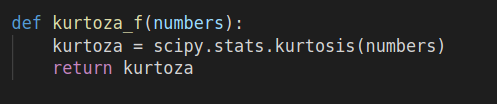 def kurtoza_f(numbers):
    kurtoza = scipy.stats.kurtosis(numbers)
    return kurtoza